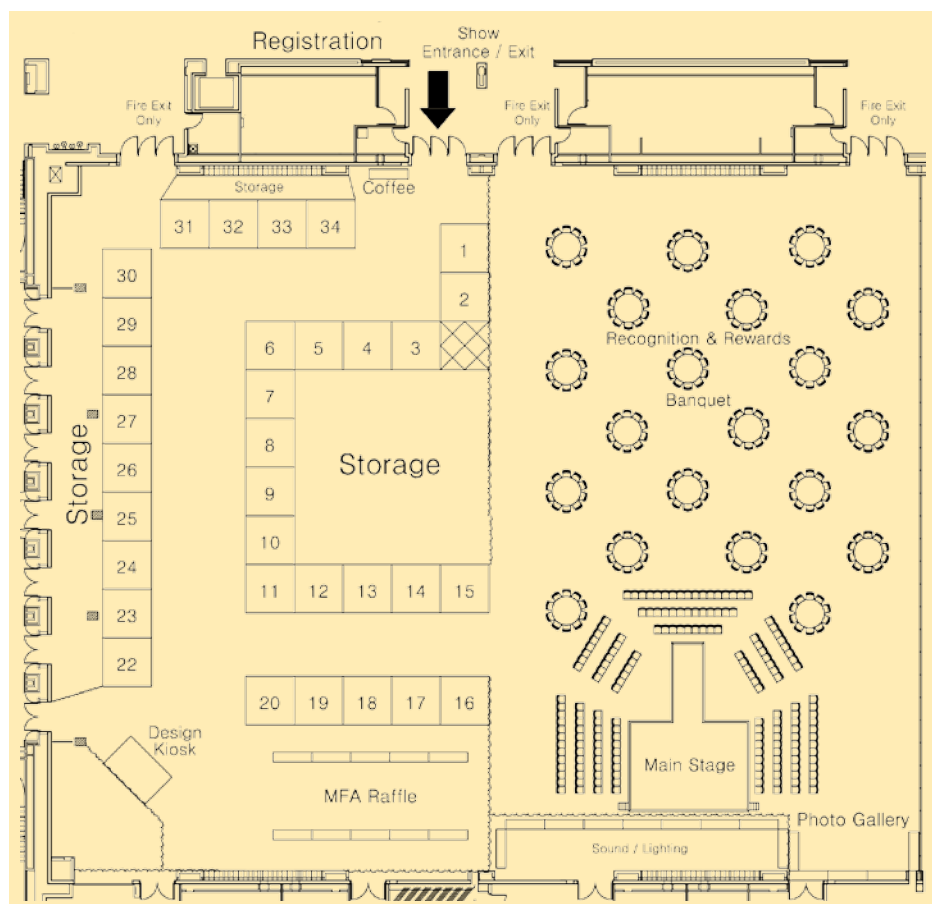 Registration
Show
Entrance / Exit
Fire Exit
Only
Fire Exit
Only
Fire Exit
Only
Storage
Coffee
31 32 33 34
1
30
2
29
6 5 4 3
Recognition & Rewards
28
7
Banquet
27
8
Storage
Storage
26
9
25
10
24
11 12 13 14 15
23
22
20 19 18 17 16
Design
Kiosk
Main Stage
MFA Raffle
Photo Gallery
Sound / Lighting